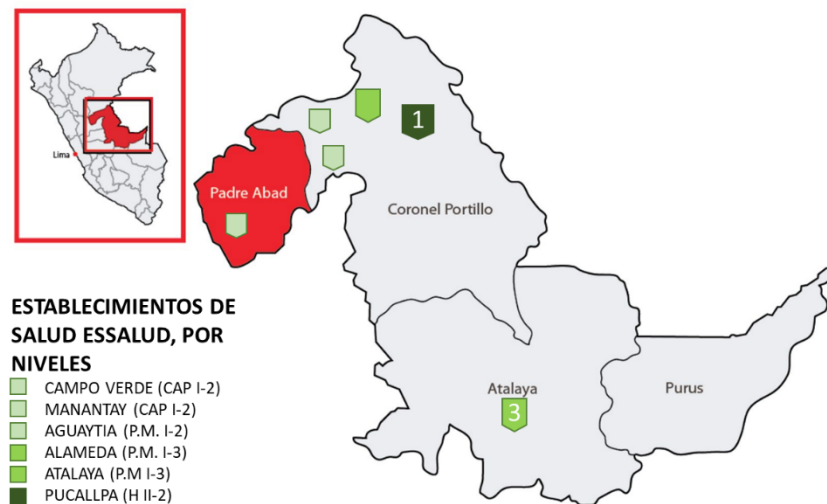 Lima
1
Padre Abad
Coronel Portillo
ESTABLECIMIENTOS DE
SALUD ESSALUD, POR
NIVELES
CAMPO VERDE (CAP I-2)
MANANTAY (CAP I-2)
AGUAYTIA (P.M. I-2)
ALAMEDA (P.M. I-3)
ATALAYA (P.M I-3)
PUCALLPA (H II-2)
Atalaya
Purus
3